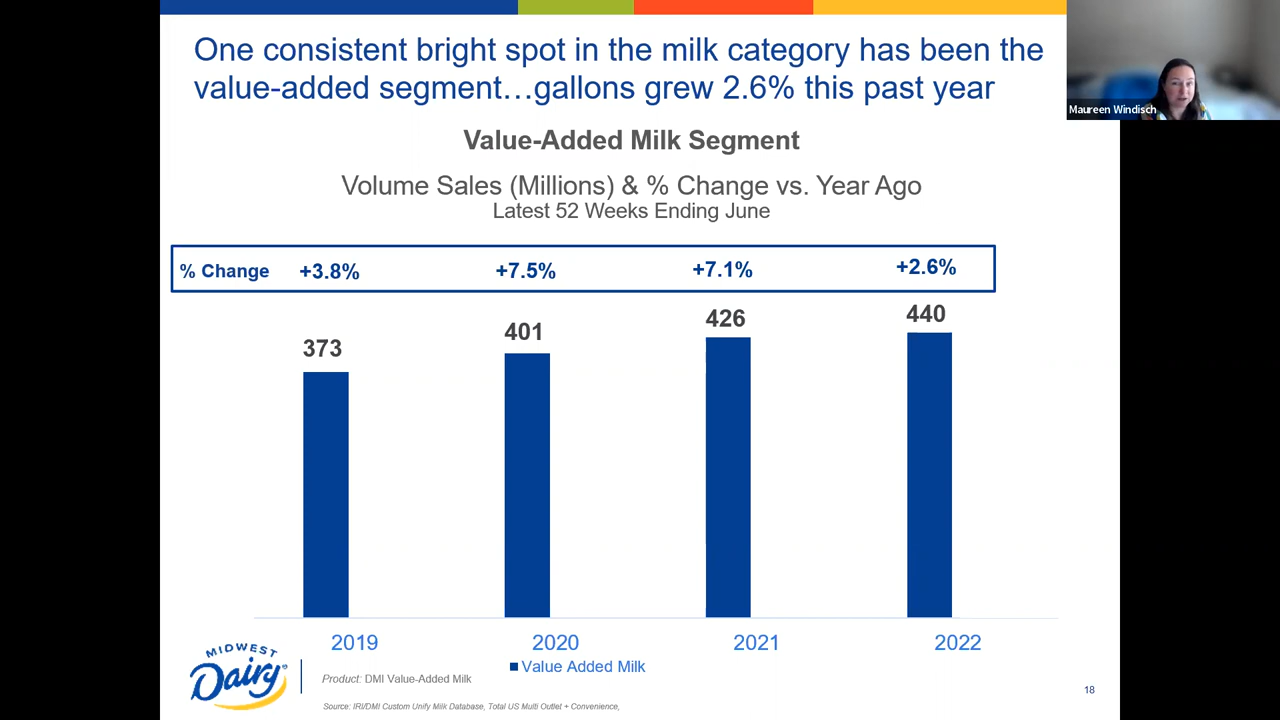 One consistent bright spot in the milk category has been the
value-added segment…gallons grew 2.6% this past year
Maureen Windisch
Value-Added Milk Segment
Volume Sales (Millions) & % Change vs. Year Ago
Latest 52 Weeks Ending June
% Change +3.8% +7.5% +7.1% +2.6%
373 401 426 440
2019 2020 2021 2022
Value Added Milk
MIDWEST
Dairy®
Product: DMI Value-Added Milk
Source: IRI/DMI Custom Unify Milk Database, Total US Multi Outlet + Convenience,
18